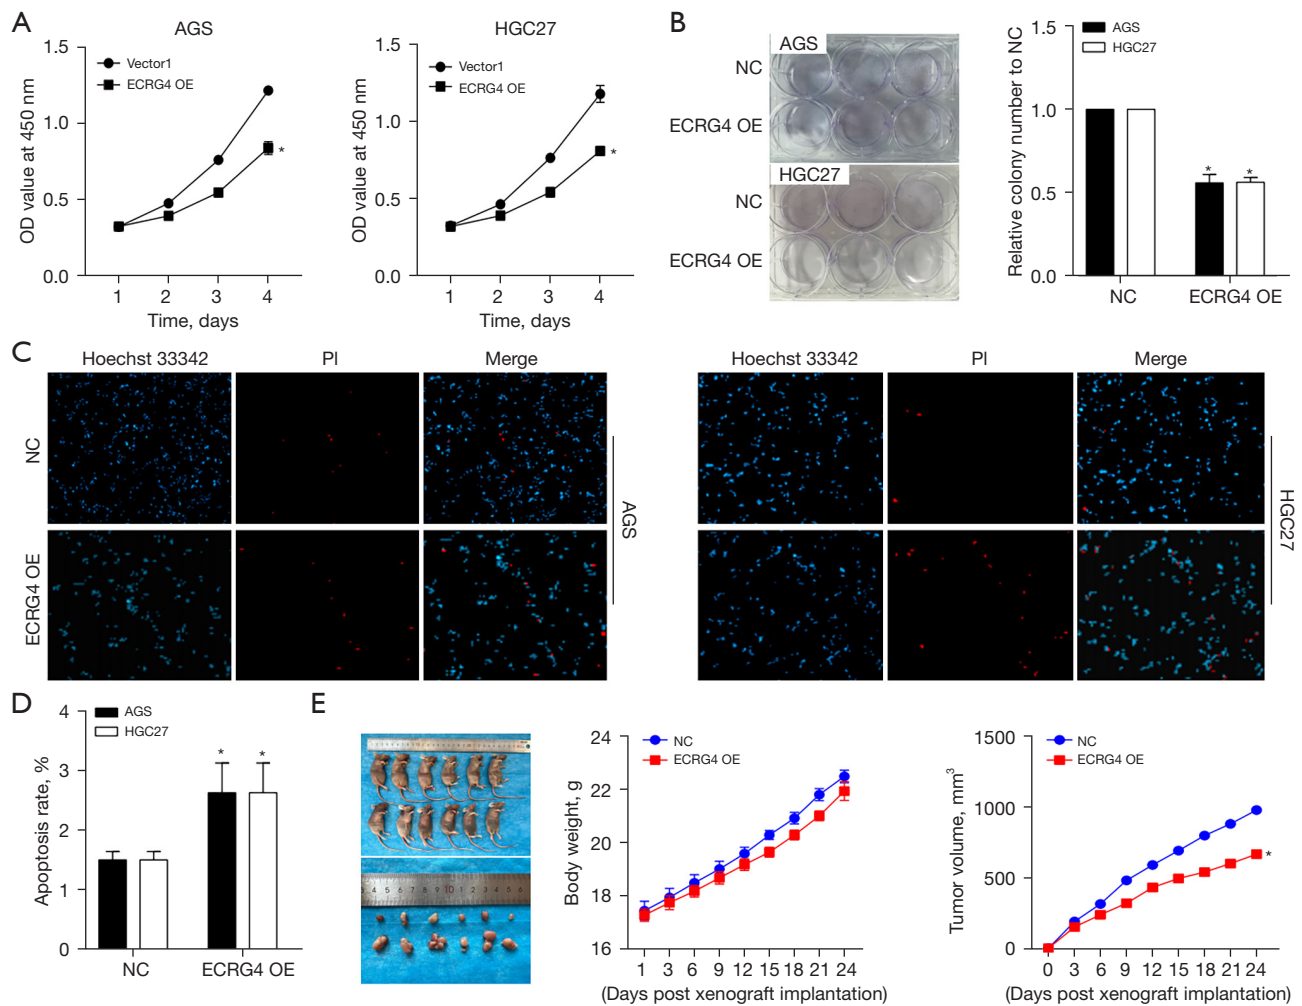 A
AGS
1.5
1.0
0.5
0.0
OD value at 450 nm
Vector1
ECRG4 OE
*
1 2 3 4
Time, days
HGC27
1.5
1.0
0.5
0.0
OD value at 450 nm
Vector1
ECRG4 OE
*
1 2 3 4
Time, days
B
AGS
NC
ECRG4 OE
HGC27
NC
ECRG4 OE
Relative colony number to NC
1.5
1.0
0.5
0.0
AGS
HGC27
* *
NC ECRG4 OE
C
Hoechst 33342 PI Merge
NC
ECRG4 OE
AGS
Hoechst 33342 PI Merge
HGC27
D
Apoptosis rate, %
4
3
2
1
0
AGS
HGC27
* *
NC ECRG4 OE
E
Body weight, g
24
22
20
18
16
NC
ECRG4 OE
1 3 6 9 12 15 18 21 24
(Days post xenograft implantation)
Tumor volume, mm³
1500
1000
500
0
NC
ECRG4 OE
*
0 3 6 9 12 15 18 21 24
(Days post xenograft implantation)